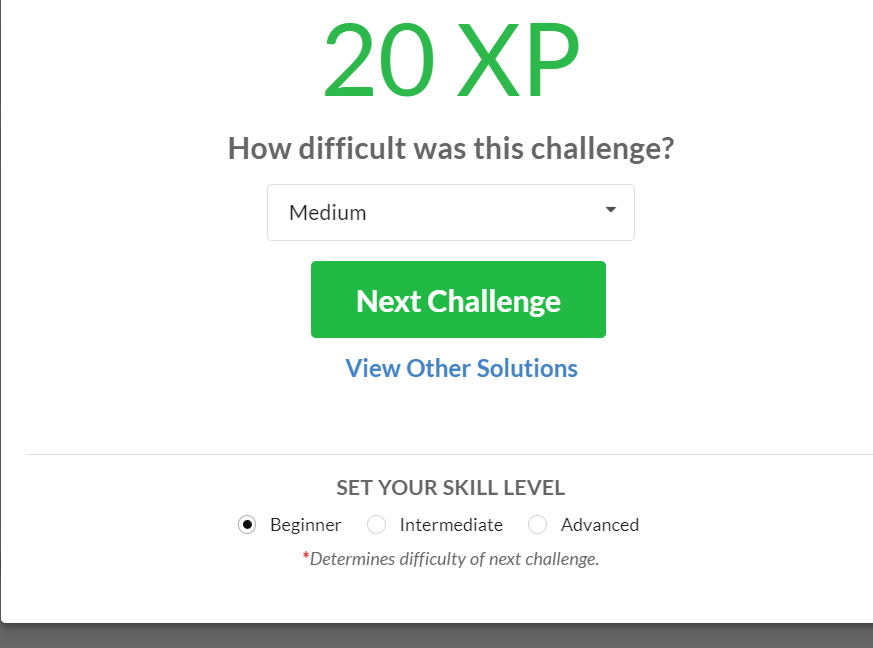 20 XP
How difficult was this challenge?
Medium
Next Challenge
View Other Solutions
SET YOUR SKILL LEVEL
Beginner Intermediate Advanced
*Determines difficulty of next challenge.